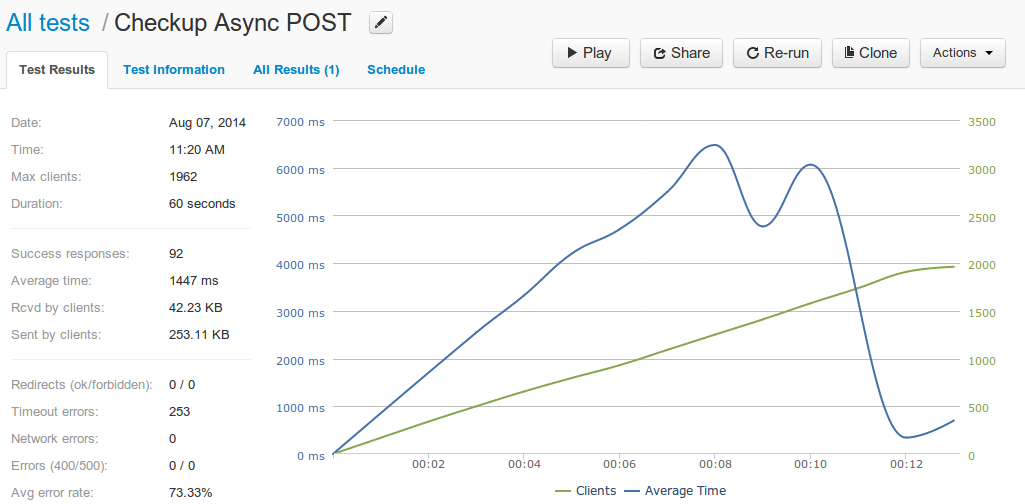 All tests / Checkup Async POST
Play Share Re-run Clone Actions
Test Results Test Information All Results (1) Schedule
Date: Aug 07, 2014
Time: 11:20 AM
Max clients: 1962
Duration: 60 seconds
Success responses: 92
Average time: 1447 ms
Rcvd by clients: 42.23 KB
Sent by clients: 253.11 KB
Redirects (ok/forbidden): 0 / 0
Timeout errors: 253
Network errors: 0
Errors (400/500): 0 / 0
Avg error rate: 73.33%
7000 ms 3500
6000 ms 3000
5000 ms 2500
4000 ms 2000
3000 ms 1500
2000 ms 1000
1000 ms 500
0 ms 0
00:02 00:04 00:06 00:08 00:10 00:12
Clients Average Time